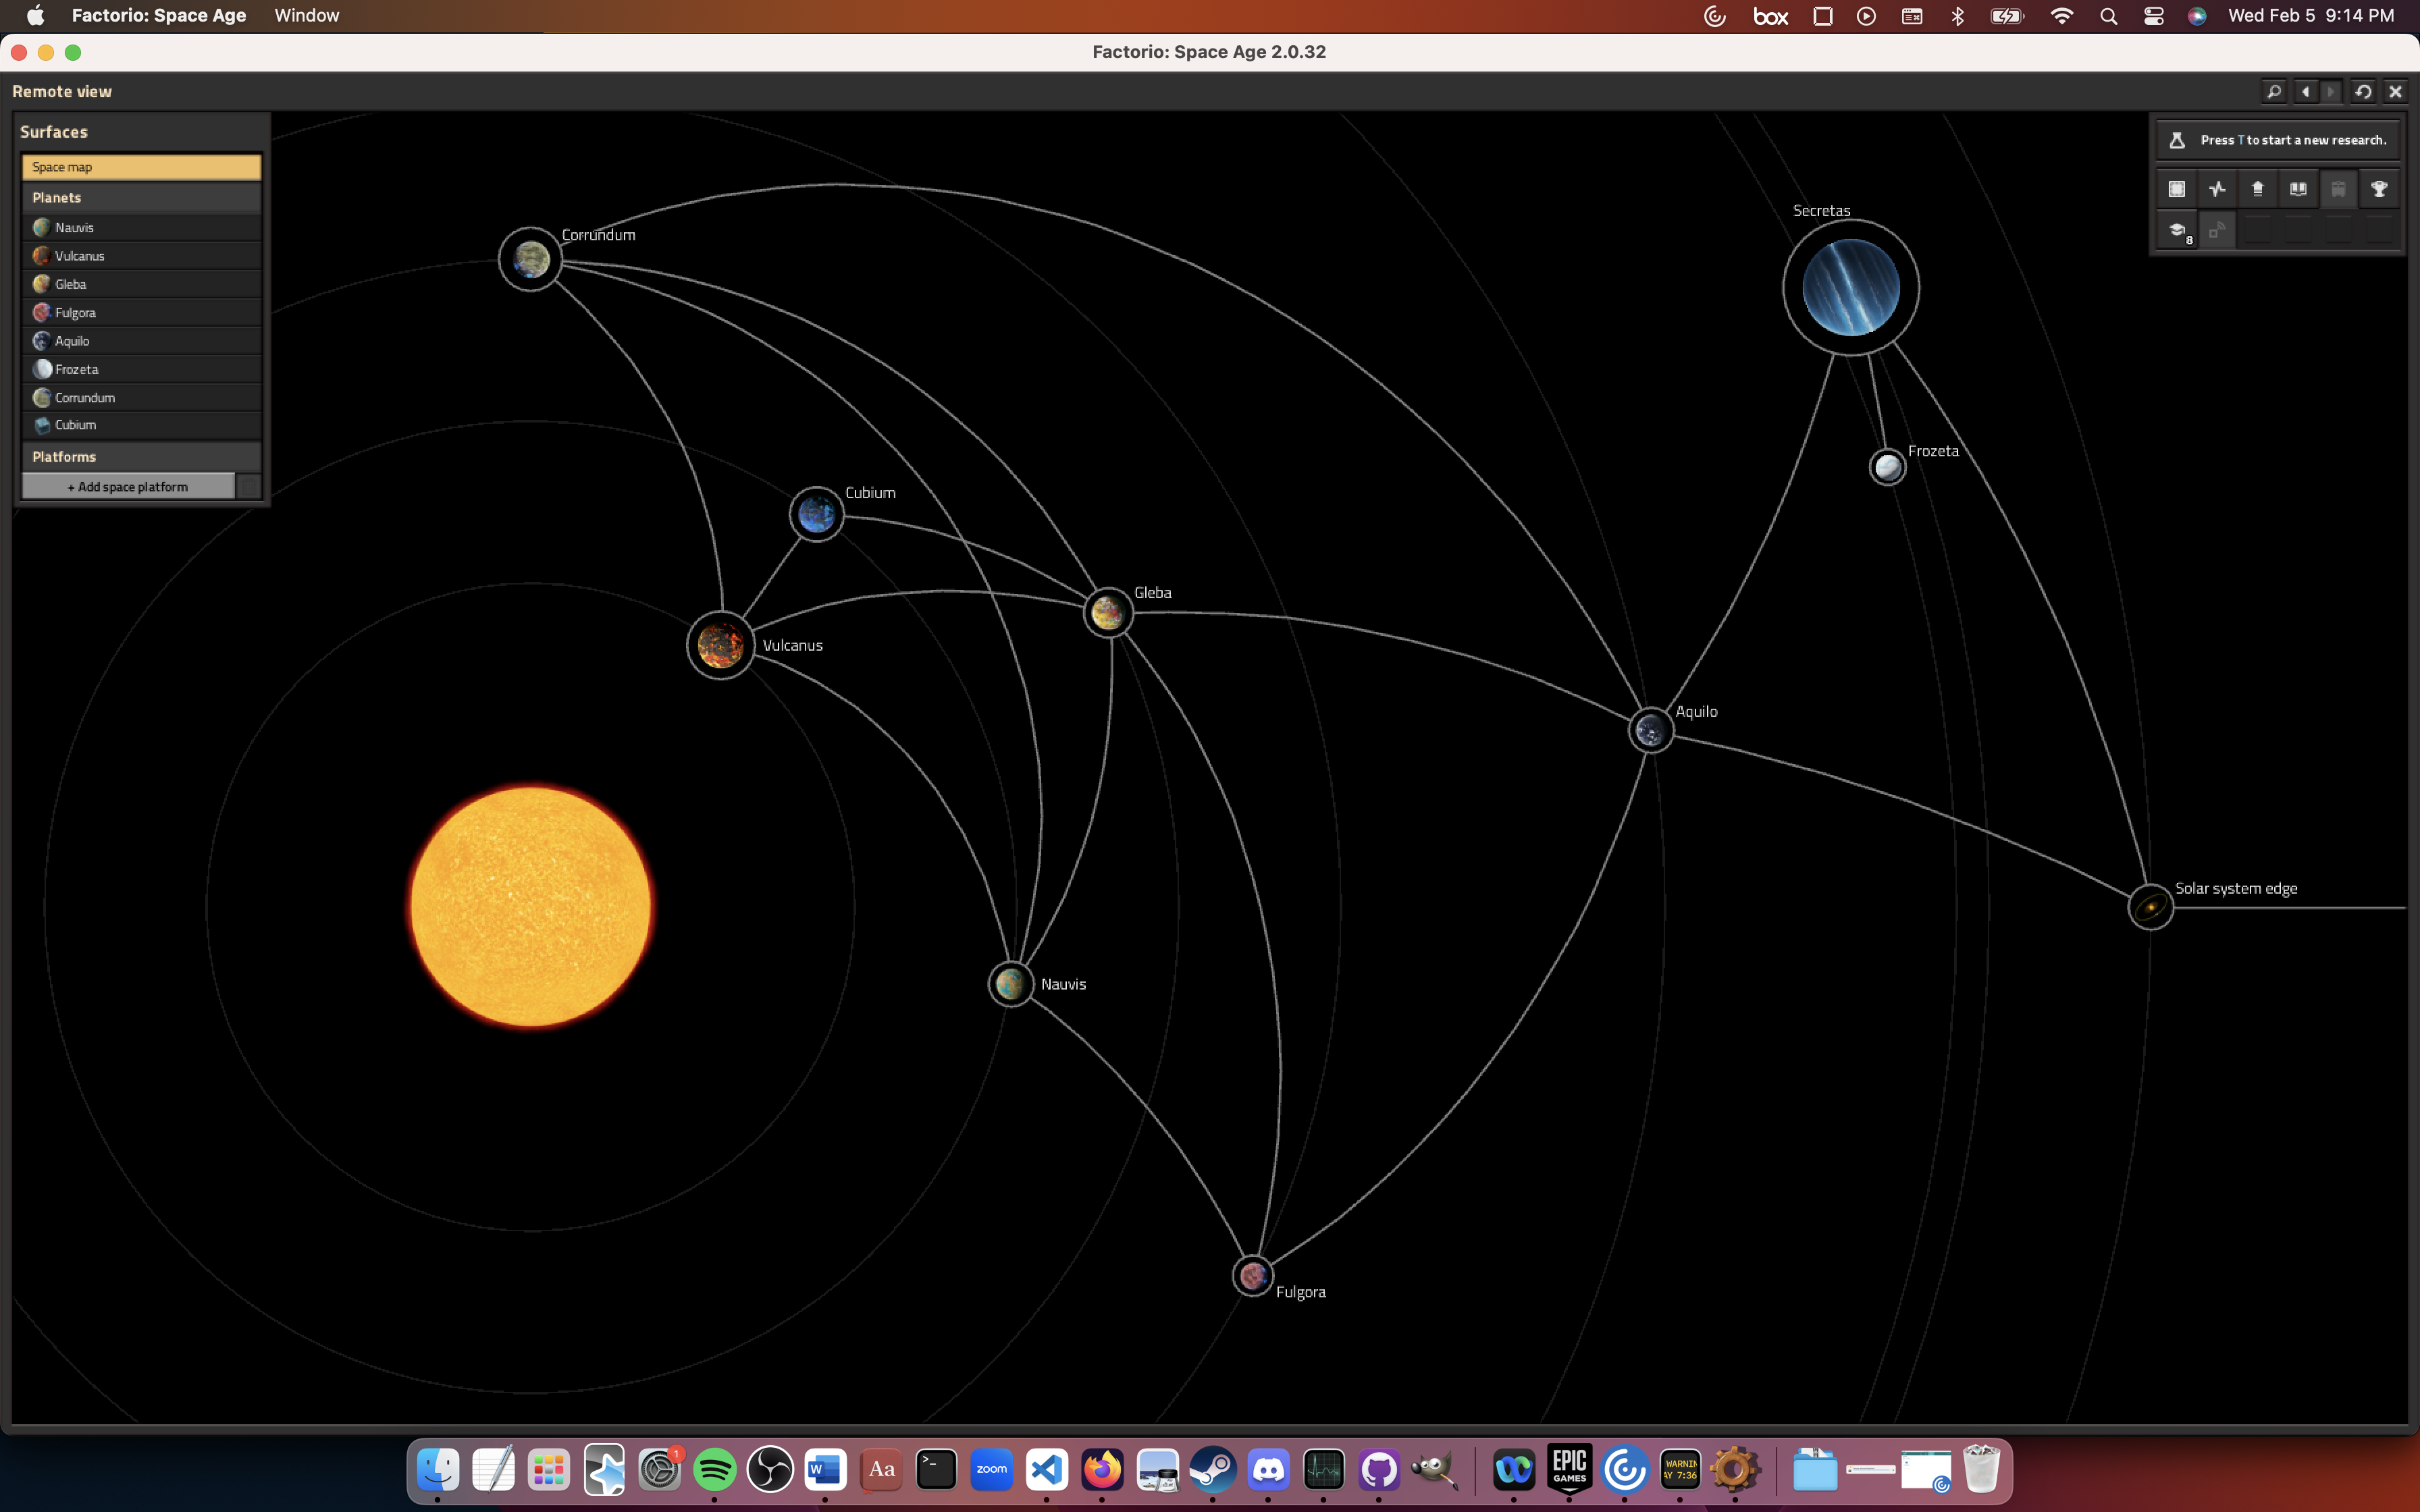 Factorio: Space Age Window box Wed Feb 5 9:14 PM
Factorio: Space Age 2.0.32
Remote view
Surfaces
Space map
Planets
Nauvis
Vulcanus
Gleba
Fulgora
Aquilo
Frozeta
Corrundum
Cubium
Platforms
+ Add space platform
Press T to start a new research.
8
Corrundum
Secretas
Frozeta
Cubium
Gleba
Vulcanus
Aquilo
Solar system edge
Nauvis
Fulgora
1
W
Aa
>_
zoom
EPIC
GAMES
WARNIN
AY 7:36